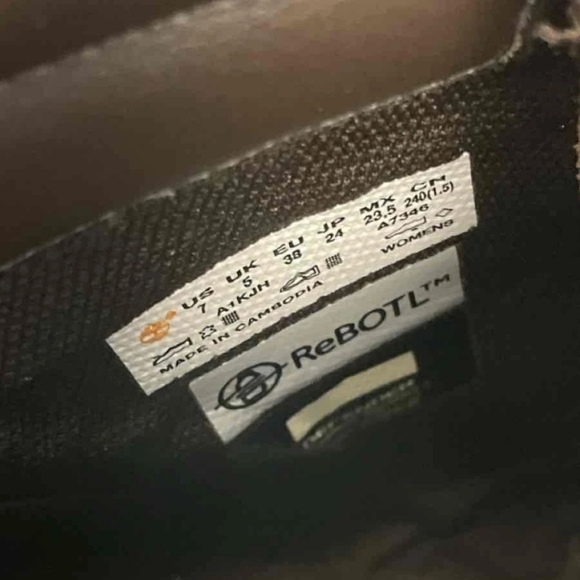 US UK EU JP MX CN
7 5 38 24 23.5 240(1.5)
A1KJH A7346
WOMENS
MADE IN CAMBODIA
ReBOTL™